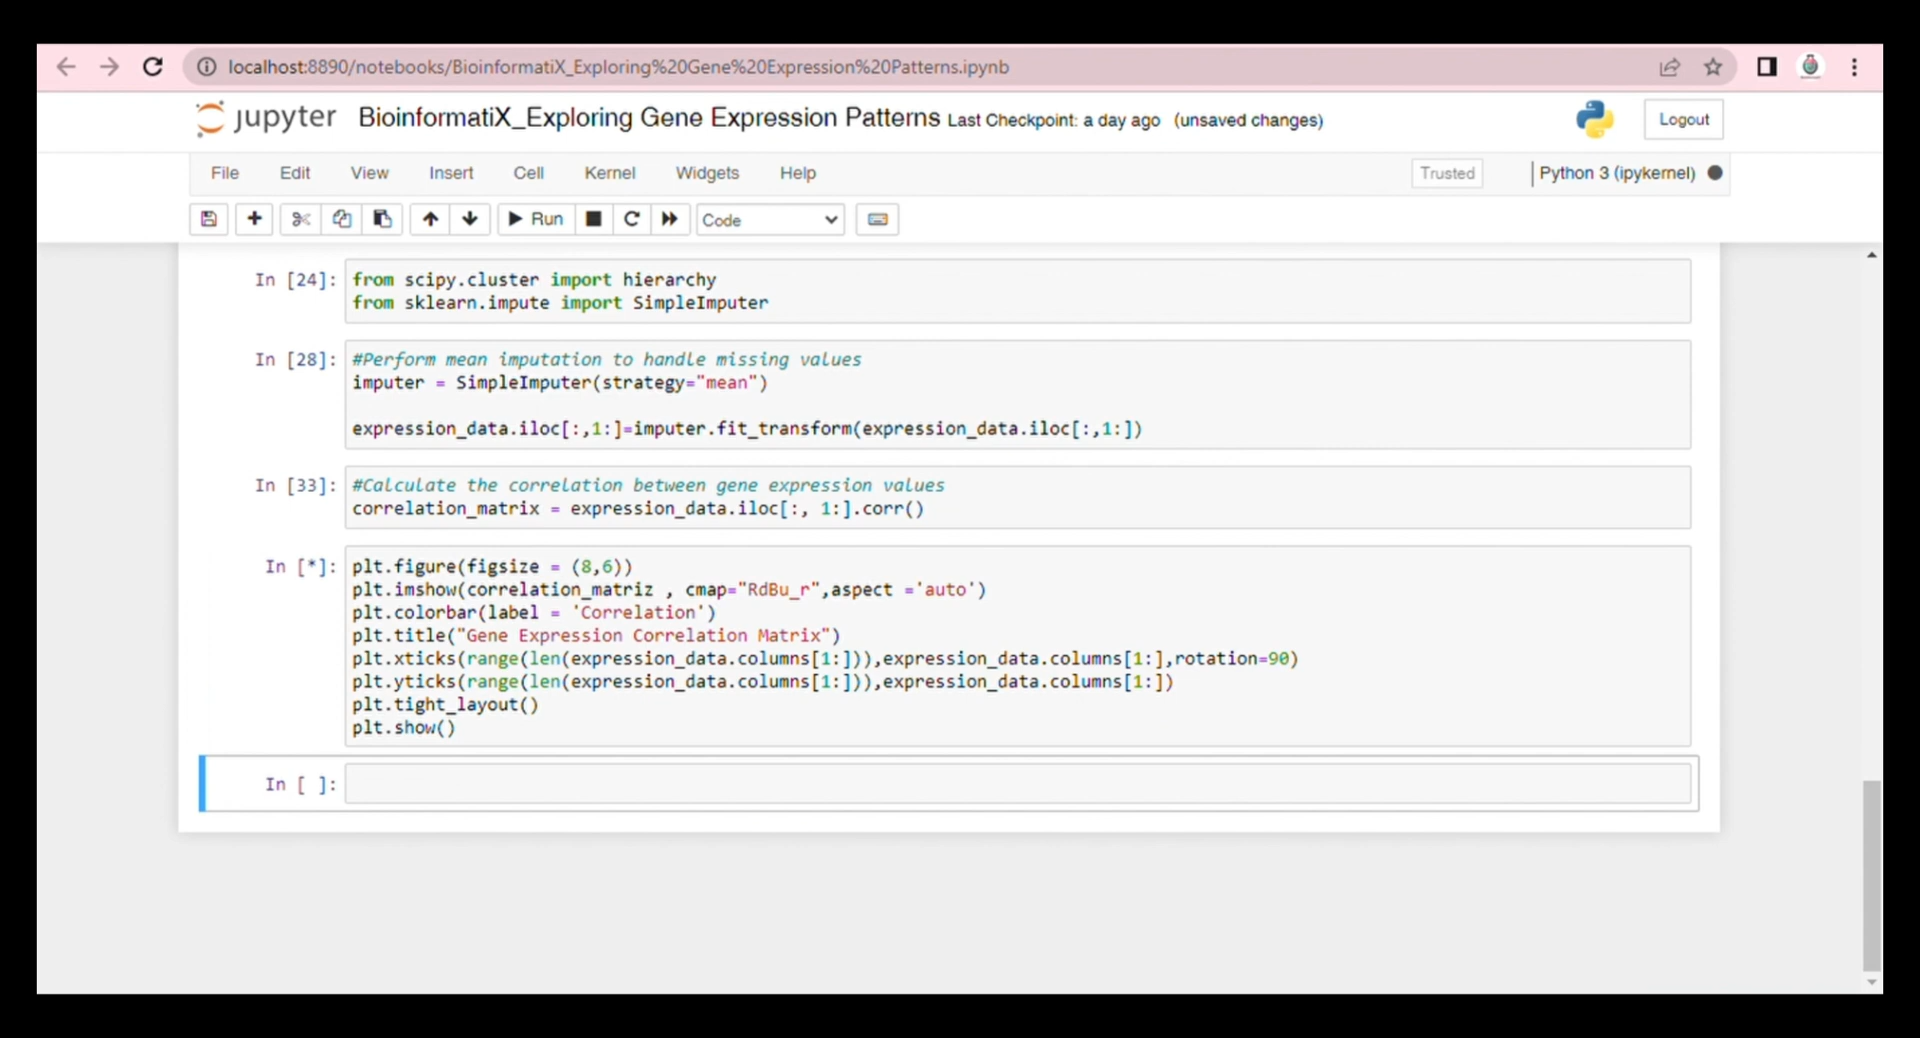 localhost:8890/notebooks/BioinformatiX_Exploring%20Gene%20Expression%20Patterns.ipynb
jupyter BioinformatiX_Exploring Gene Expression Patterns Last Checkpoint: a day ago (unsaved changes) Logout
File Edit View Insert Cell Kernel Widgets Help Trusted Python 3 (ipykernel)
Run Code
In [24]: from scipy.cluster import hierarchy
from sklearn.impute import SimpleImputer
In [28]: #Perform mean imputation to handle missing values
imputer = SimpleImputer(strategy="mean")
expression_data.iloc[:,1:]=imputer.fit_transform(expression_data.iloc[:,1:])
In [33]: #Calculate the correlation between gene expression values
correlation_matrix = expression_data.iloc[:, 1:].corr()
In [*]: plt.figure(figsize = (8,6))
plt.imshow(correlation_matriz , cmap="RdBu_r",aspect ='auto')
plt.colorbar(label = 'Correlation')
plt.title("Gene Expression Correlation Matrix")
plt.xticks(range(len(expression_data.columns[1:])),expression_data.columns[1:],rotation=90)
plt.yticks(range(len(expression_data.columns[1:])),expression_data.columns[1:])
plt.tight_layout()
plt.show()
In [ ]: